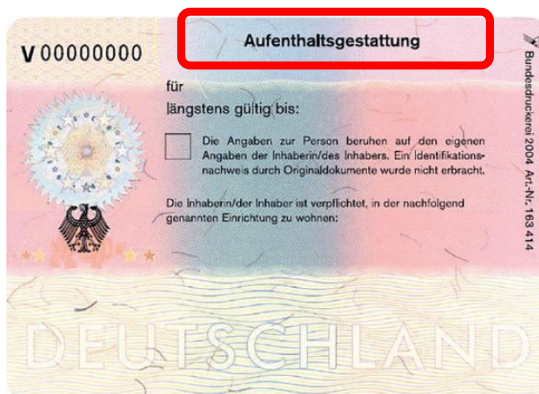 Aufenthaltsgestattung
V 00000000
für
längstens gültig bis:
Die Angaben zur Person beruhen auf den eigenen
Angaben der Inhaberin/des Inhabers. Ein Identifikations-
nachweis durch Originaldokumente wurde nicht erbracht.
Die Inhaberin/der Inhaber ist verpflichtet, in der nachfolgend
genannten Einrichtung zu wohnen:
DEUTSCHLAND
Bundesdruckerei 2004 Art.-Nr. 163 414